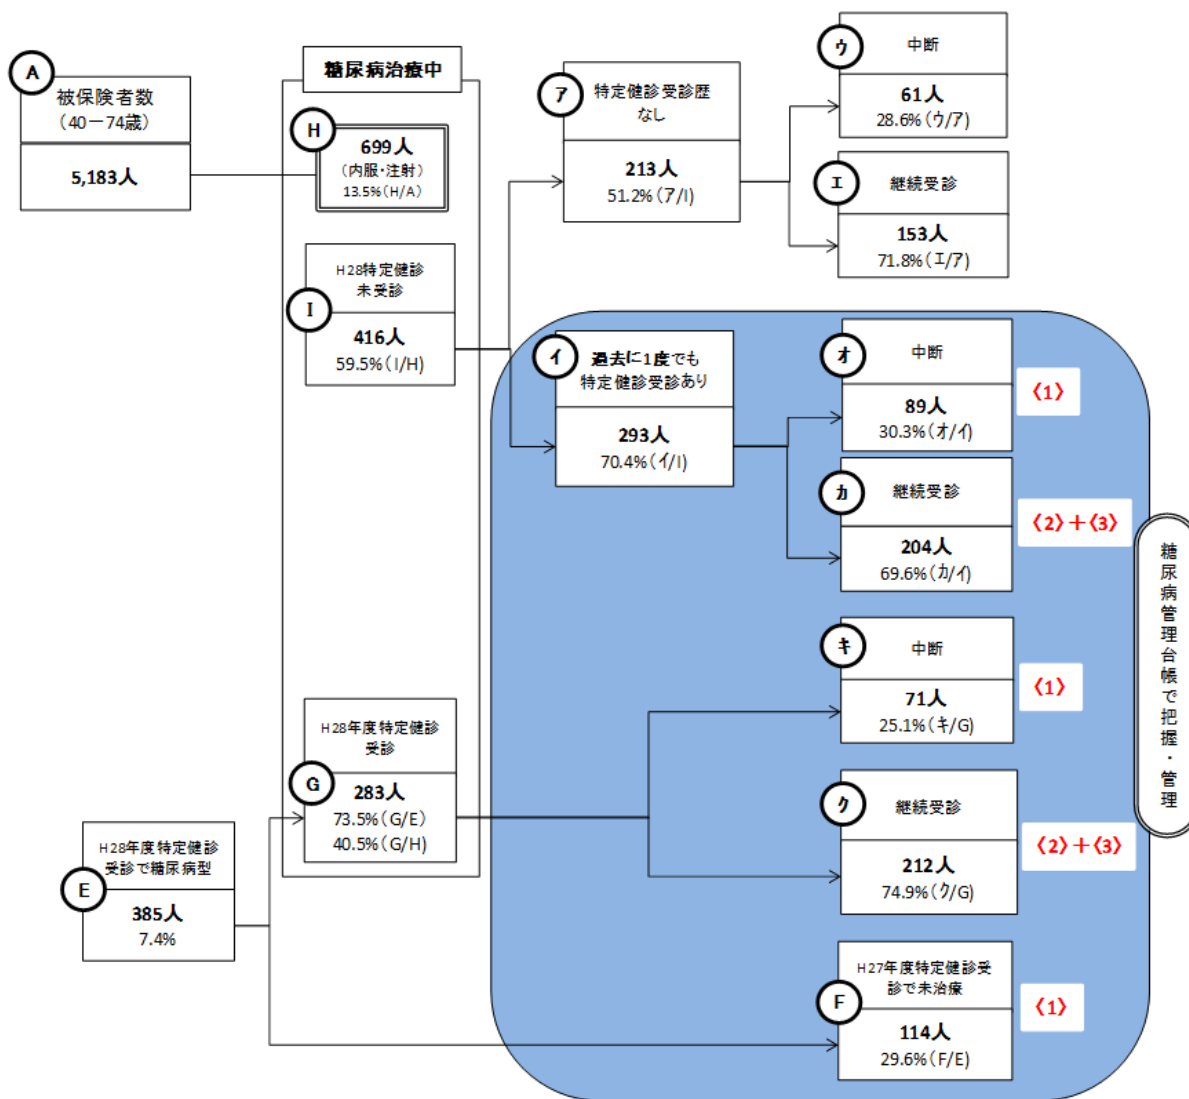 A
被保険者数
（40－74歳）
5,183人
糖尿病治療中
H
699人
（内服・注射）
13.5%（H/A）
I
H28特定健診
未受診
416人
59.5%（I/H）
G
H28年度特定健診
受診
283人
73.5%（G/E）
40.5%（G/H）
E
H28年度特定健診
受診で糖尿病型
385人
7.4%
ア
特定健診受診歴
なし
213人
51.2%（ア/I）
イ
過去に1度でも
特定健診受診あり
293人
70.4%（イ/I）
ウ
中断
61人
28.6%（ウ/ア）
エ
継続受診
153人
71.8%（エ/ア）
オ
中断
89人
30.3%（オ/イ）
〈1〉
カ
継続受診
204人
69.6%（カ/イ）
〈2〉＋〈3〉
キ
中断
71人
25.1%（キ/G）
〈1〉
ク
継続受診
212人
74.9%（ク/G）
〈2〉＋〈3〉
F
H27年度特定健診受
診で未治療
114人
29.6%（F/E）
〈1〉
糖尿病管理台帳で把握・管理